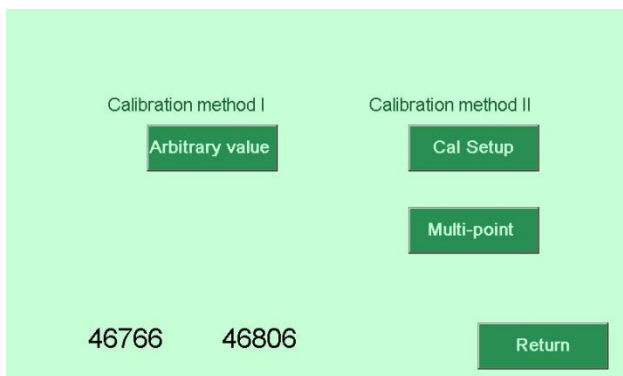 Calibration method I Calibration method II
Arbitrary value Cal Setup
Multi-point
46766 46806
Return